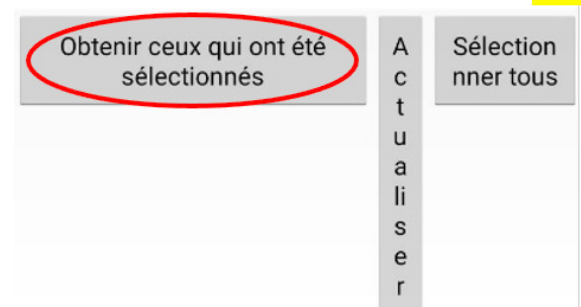 Obtenir ceux qui ont été
sélectionnés
A
c
t
u
a
li
s
e
r
Sélection
nner tous